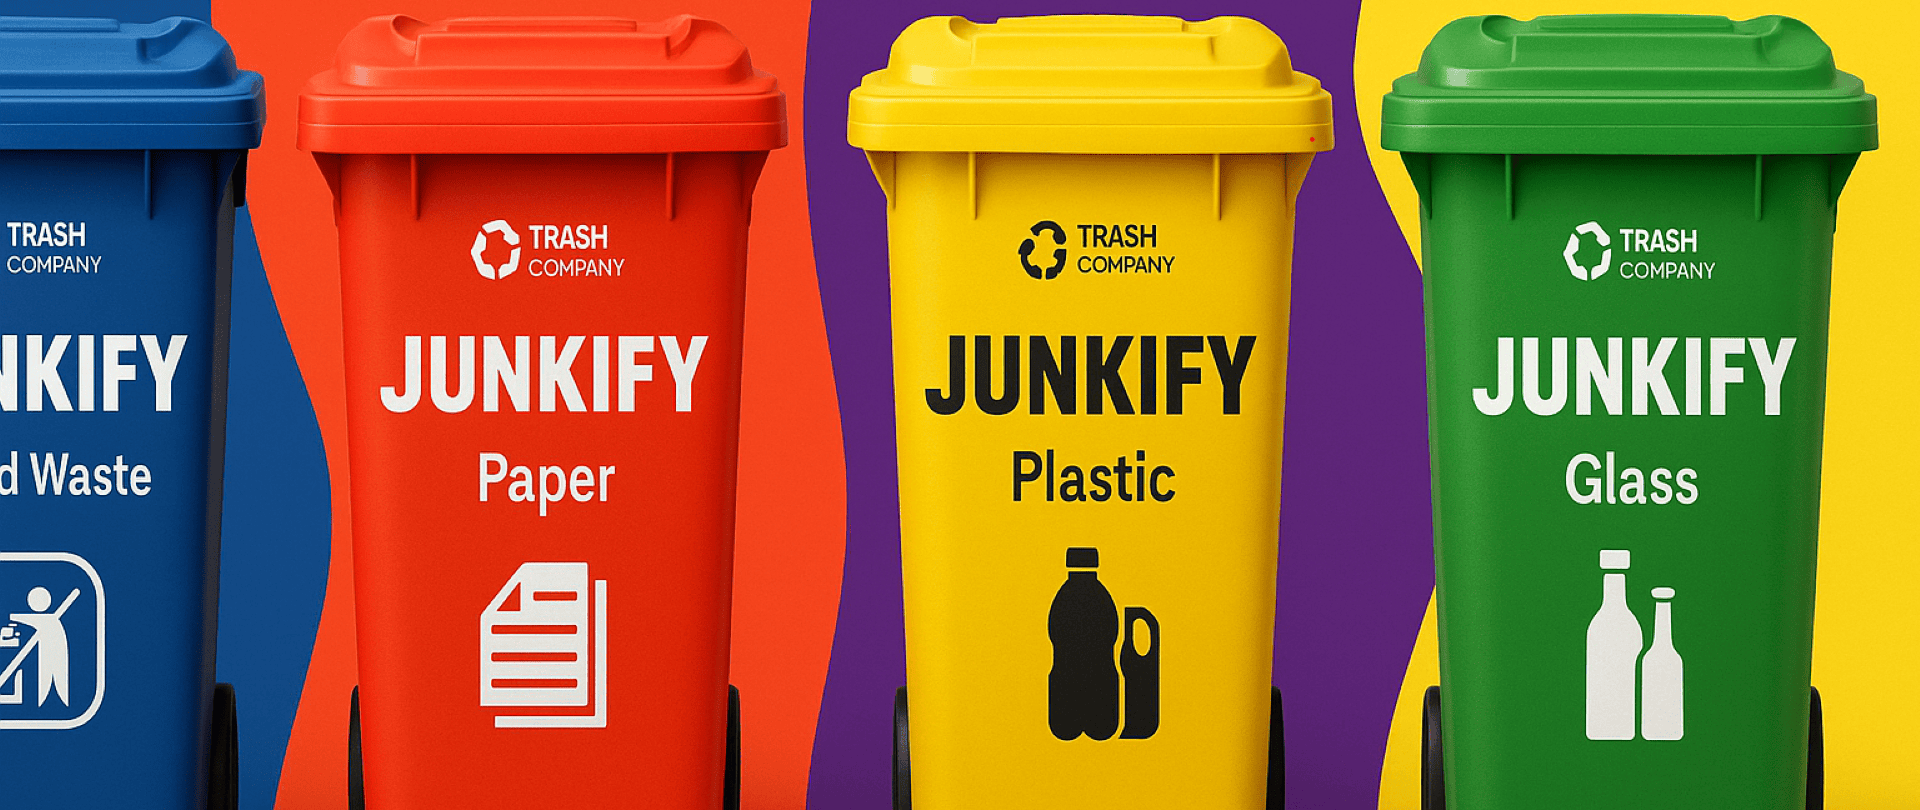 TRASH
COMPANY
NKIFY
d Waste
TRASH
COMPANY
JUNKIFY
Paper
TRASH
COMPANY
JUNKIFY
Plastic
TRASH
COMPANY
JUNKIFY
Glass